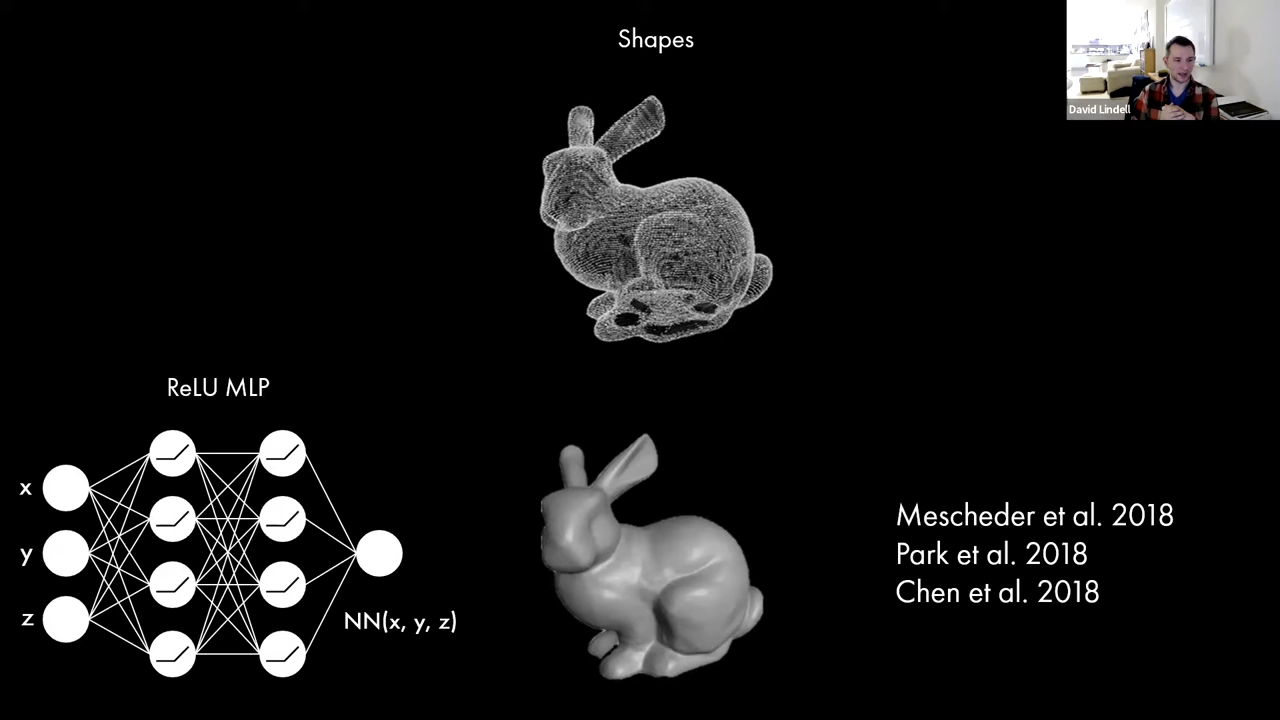 Shapes
David Lindell
ReLU MLP
x
y
z
NN(x, y, z)
Mescheder et al. 2018
Park et al. 2018
Chen et al. 2018